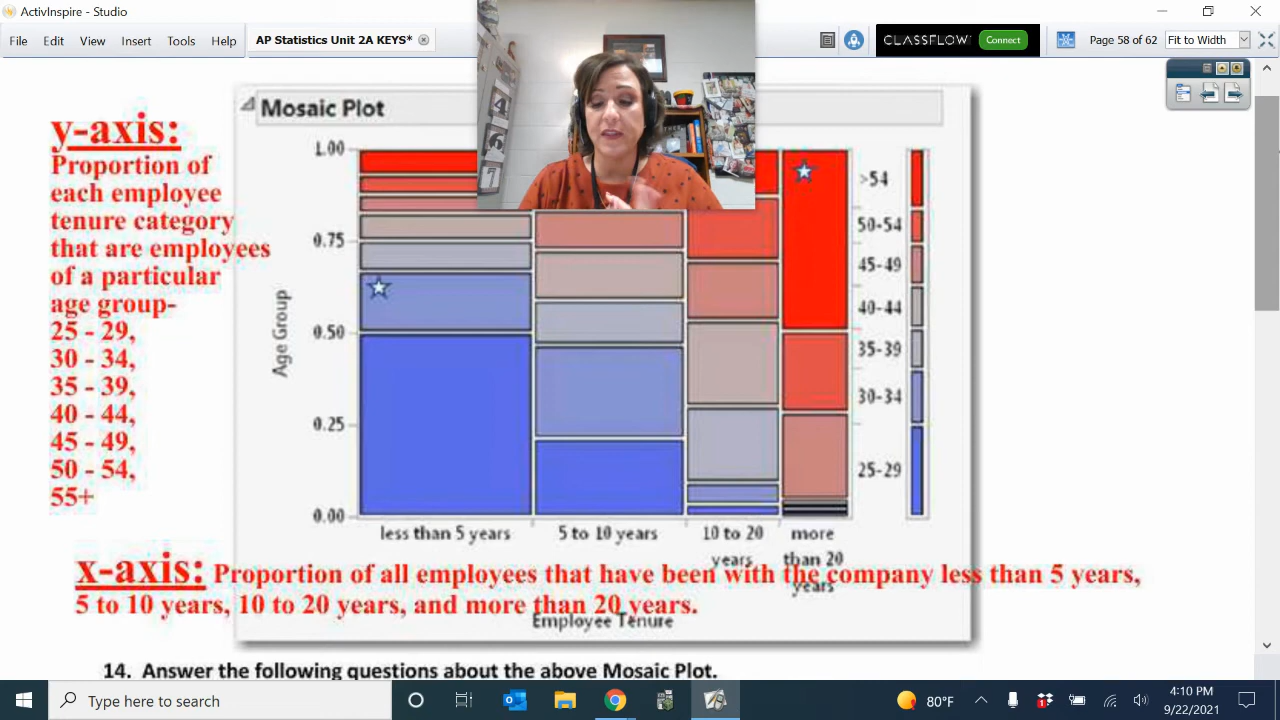 ActivInspire - Studio
File Edit View Insert Tools Help
AP Statistics Unit 2A KEYS*
CLASSFLOW Connect
Page 58 of 62
Fit to Width
Mosaic Plot
y-axis:
Proportion of
each employee
tenure category
that are employees
of a particular
age group-
25 - 29,
30 - 34,
35 - 39,
40 - 44,
45 - 49,
50 - 54,
55+
Age Group
1.00
0.75
0.50
0.25
0.00
4
6
7
>54
50-54
45-49
40-44
35-39
30-34
25-29
less than 5 years
5 to 10 years
10 to 20
years
more
than 20
years
x-axis: Proportion of all employees that have been with the company less than 5 years,
5 to 10 years, 10 to 20 years, and more than 20 years.
Employee Tenure
14. Answer the following questions about the above Mosaic Plot.
Type here to search
1
80°F
4:10 PM
9/22/2021